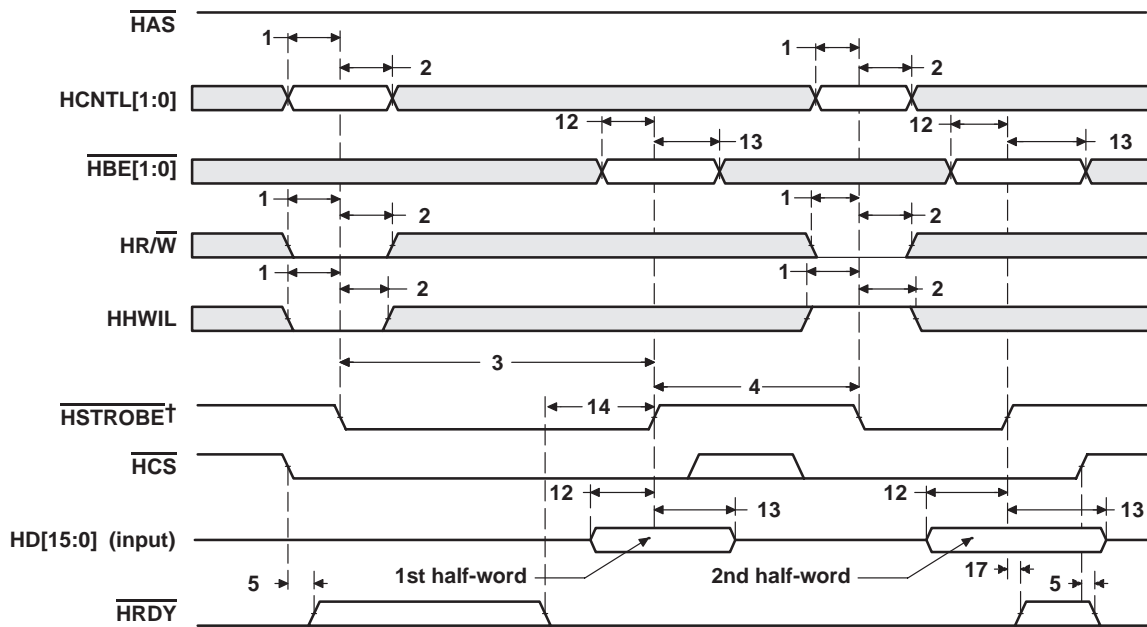 HAS
1
1
2
2
HCNTL[1:0]
12
12
13
13
HBE[1:0]
1
1
2
2
HR/W
1
1
2
2
HHWIL
3
4
14
HSTROBE†
HCS
12
12
13
13
HD[15:0] (input)
1st half-word
2nd half-word
5
17
5
HRDY